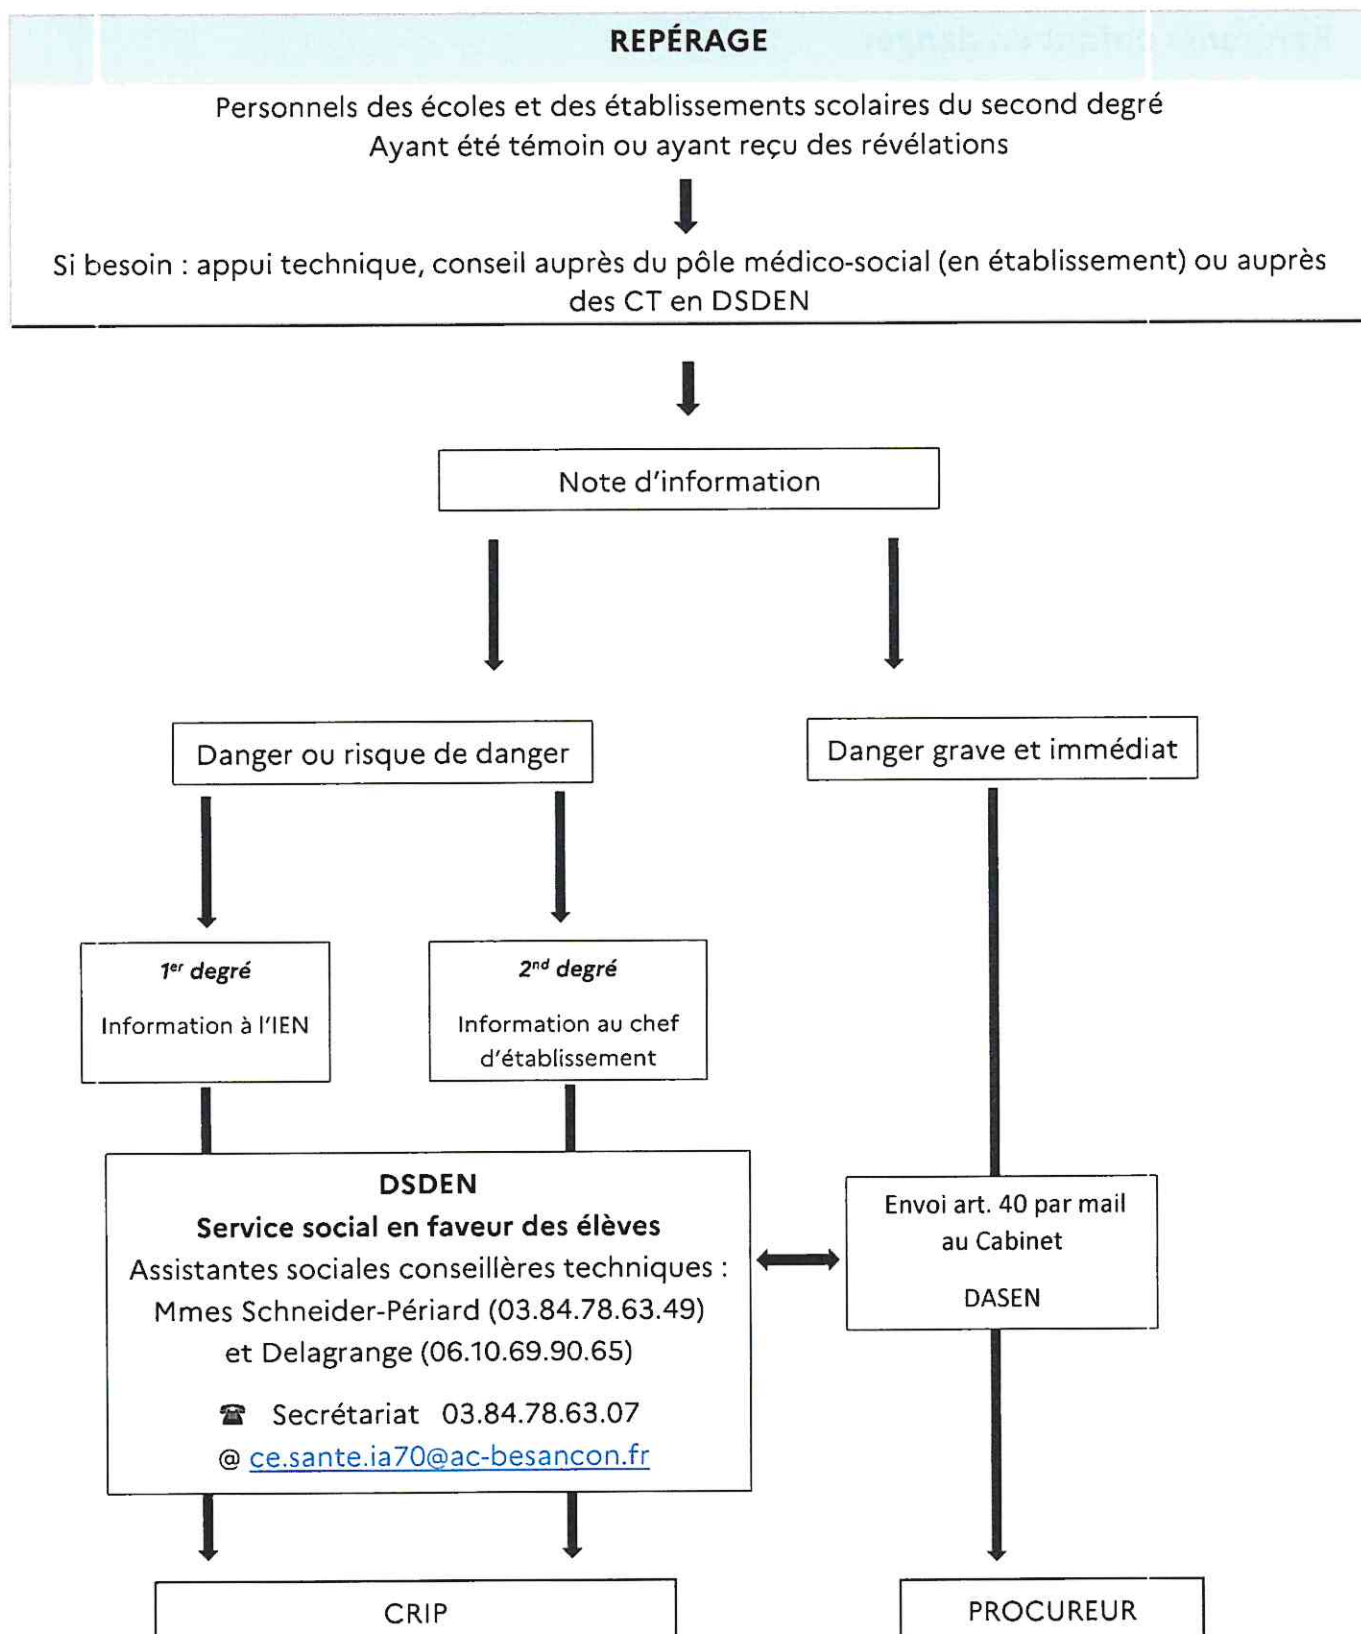 REPÉRAGE
Personnels des écoles et des établissements scolaires du second degré
Ayant été témoin ou ayant reçu des révélations
Si besoin : appui technique, conseil auprès du pôle médico-social (en établissement) ou auprès
des CT en DSDEN
Note d'information
Danger ou risque de danger
Danger grave et immédiat
1er degré
Information à l'IEN
2nd degré
Information au chef
d'établissement
DSDEN
Service social en faveur des élèves
Assistantes sociales conseillères techniques :
Mmes Schneider-Périard (03.84.78.63.49)
et Delagrange (06.10.69.90.65)
☎ Secrétariat 03.84.78.63.07
@ ce.sante.ia70@ac-besancon.fr
Envoi art. 40 par mail
au Cabinet
DASEN
CRIP
PROCUREUR